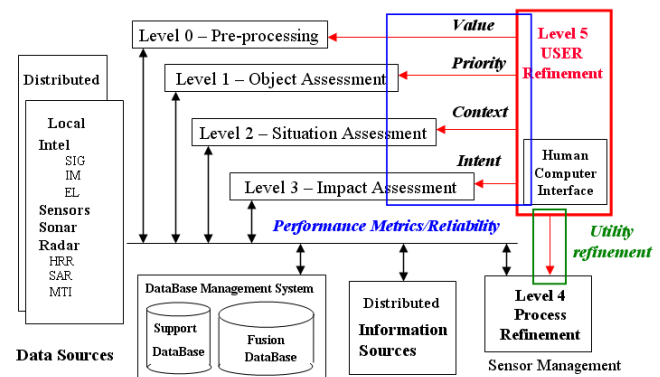 Distributed
Local
Intel
SIG
IM
EL
Sensors
Sonar
Radar
HRR
SAR
MTI
Data Sources
Level 0 – Pre-processing
Level 1 – Object Assessment
Level 2 – Situation Assessment
Level 3 – Impact Assessment
Value
Priority
Context
Intent
Level 5
USER
Refinement
Human
Computer
Interface
Performance Metrics/Reliability
Utility
refinement
DataBase Management System
Support
DataBase
Fusion
DataBase
Distributed
Information
Sources
Level 4
Process
Refinement
Sensor Management